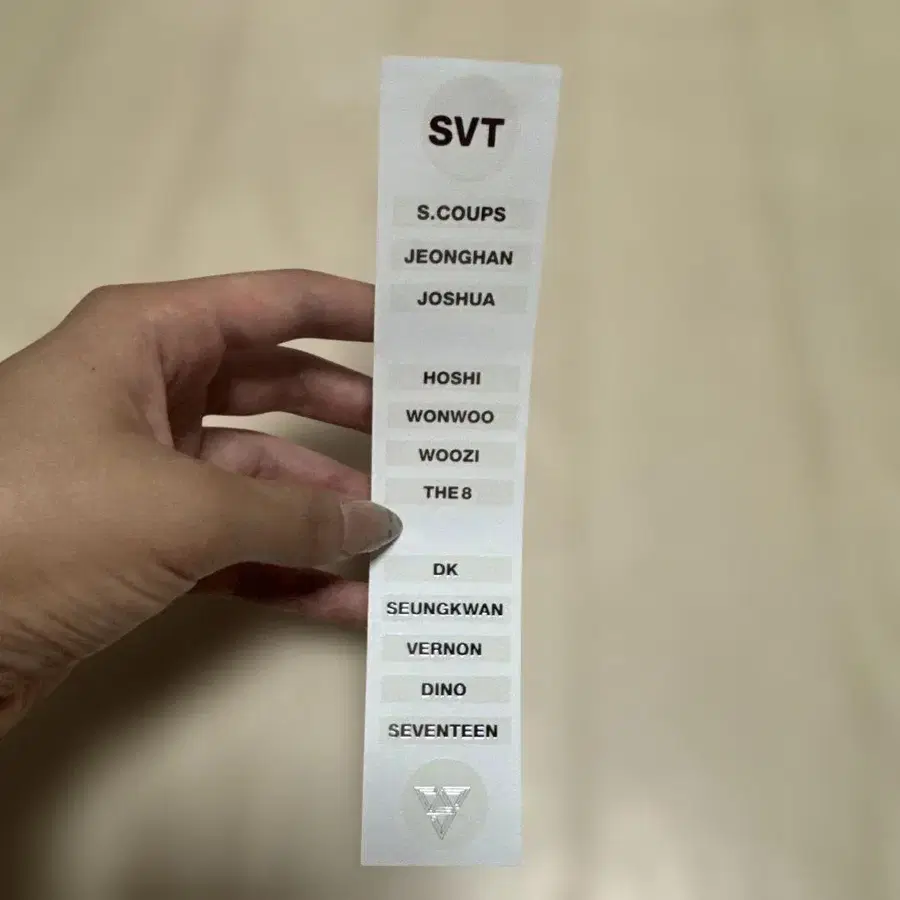 SVT
S.COUPS
JEONGHAN
JOSHUA
HOSHI
WONWOO
WOOZI
THE 8
DK
SEUNGKWAN
VERNON
DINO
SEVENTEEN